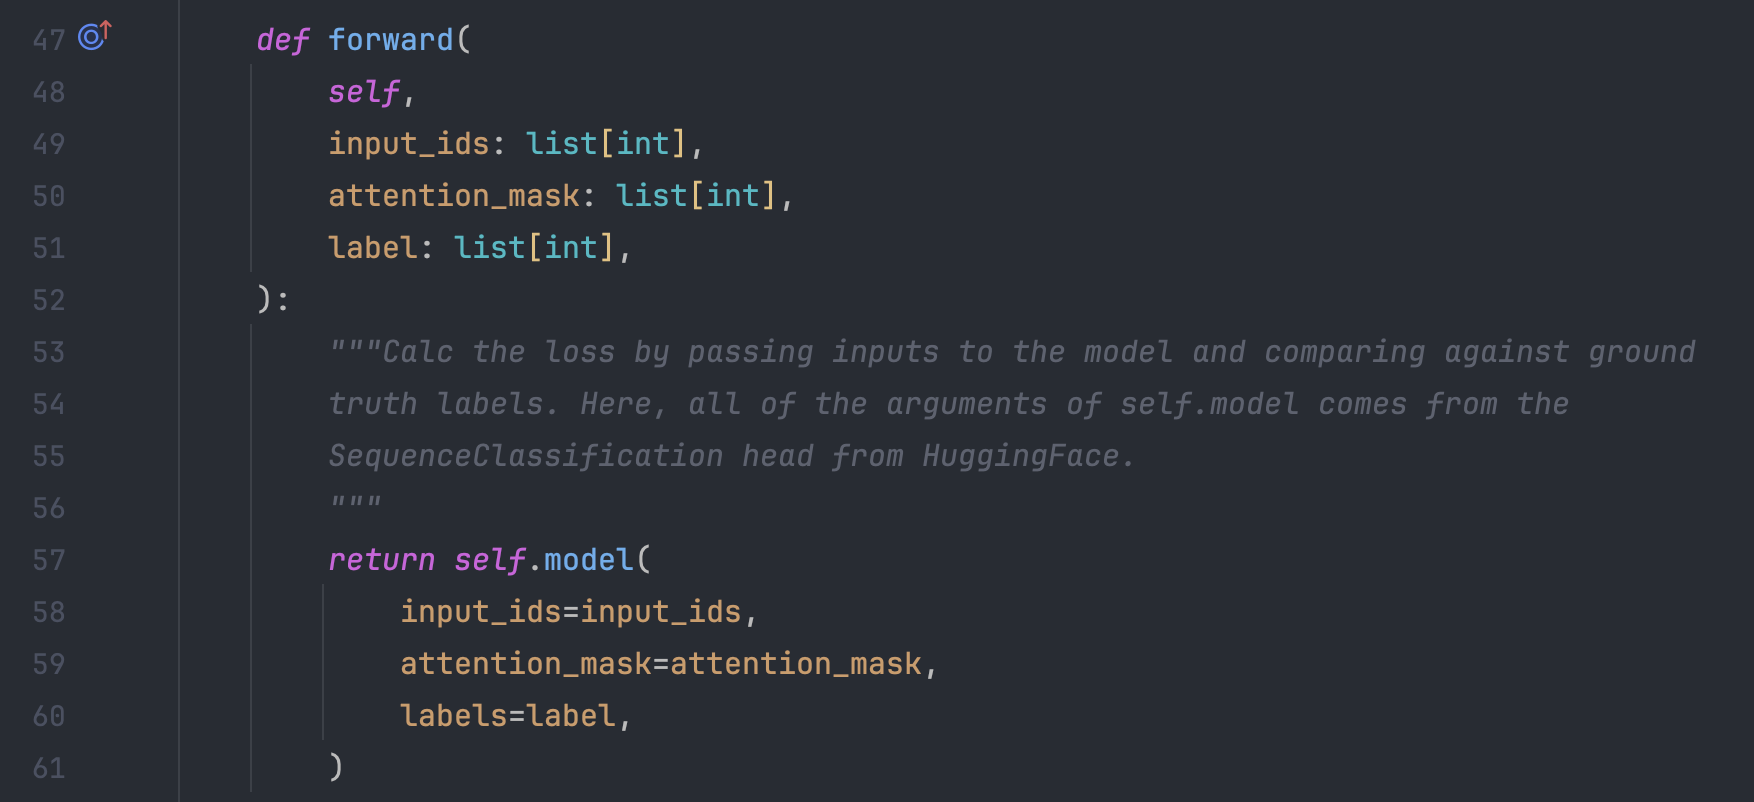 47 def forward(
48 self,
49 input_ids: list[int],
50 attention_mask: list[int],
51 label: list[int],
52 ):
53 """Calc the loss by passing inputs to the model and comparing against ground
54 truth labels. Here, all of the arguments of self.model comes from the
55 SequenceClassification head from HuggingFace.
56 """
57 return self.model(
58 input_ids=input_ids,
59 attention_mask=attention_mask,
60 labels=label,
61 )